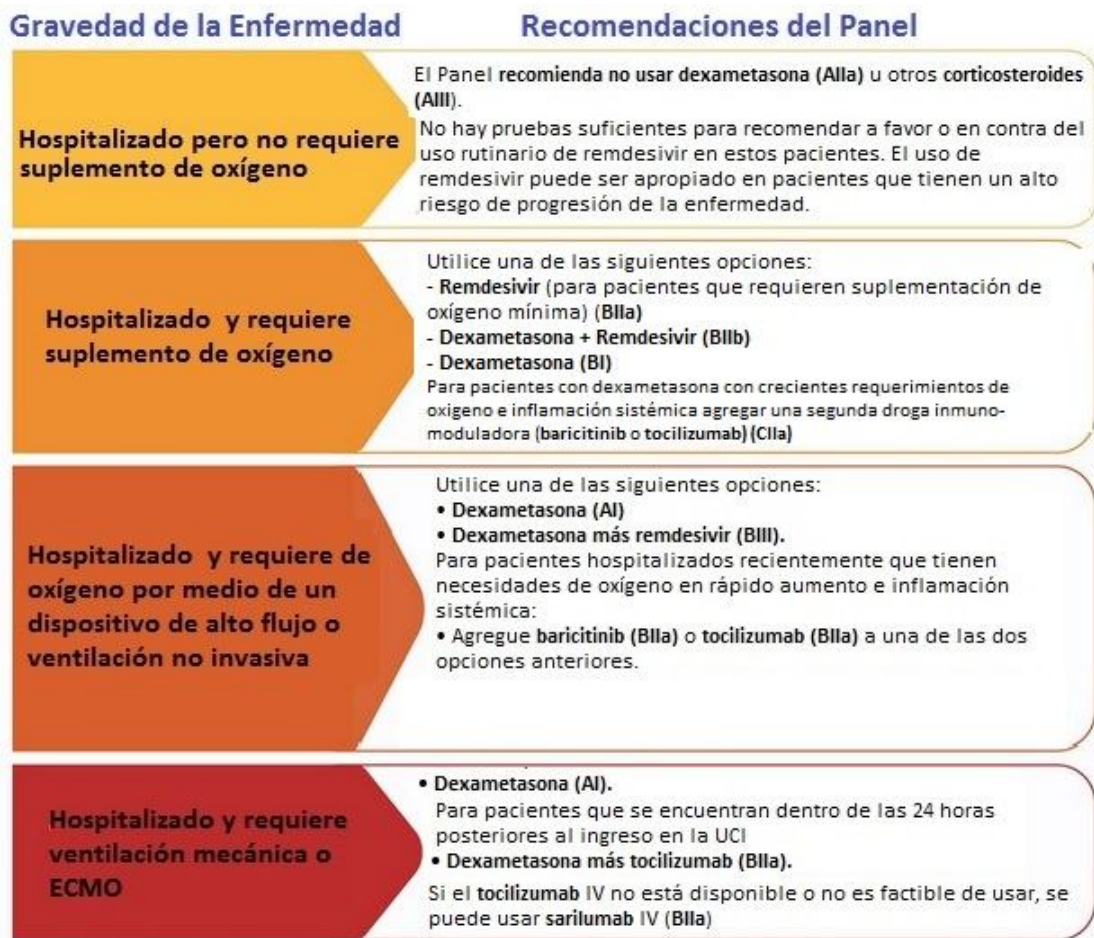 Gravedad de la Enfermedad
Recomendaciones del Panel
Hospitalizado pero no requiere
suplemento de oxígeno
El Panel recomienda no usar dexametasona (AIIa) u otros corticosteroides
(AIII).
No hay pruebas suficientes para recomendar a favor o en contra del
uso rutinario de remdesivir en estos pacientes. El uso de
remdesivir puede ser apropiado en pacientes que tienen un alto
riesgo de progresión de la enfermedad.
Hospitalizado y requiere
suplemento de oxígeno
Utilice una de las siguientes opciones:
- Remdesivir (para pacientes que requieren suplementación de
oxígeno mínima) (BIIa)
- Dexametasona + Remdesivir (BIIb)
- Dexametasona (BI)
Para pacientes con dexametasona con crecientes requerimientos de
oxigeno e inflamación sistémica agregar una segunda droga inmuno-
moduladora (baricitinib o tocilizumab) (CIIa)
Hospitalizado y requiere de
oxígeno por medio de un
dispositivo de alto flujo o
ventilación no invasiva
Utilice una de las siguientes opciones:
• Dexametasona (AI)
• Dexametasona más remdesivir (BIII).
Para pacientes hospitalizados recientemente que tienen
necesidades de oxígeno en rápido aumento e inflamación
sistémica:
• Agregue baricitinib (BIIa) o tocilizumab (BIIa) a una de las dos
opciones anteriores.
Hospitalizado y requiere
ventilación mecánica o
ECMO
• Dexametasona (AI).
Para pacientes que se encuentran dentro de las 24 horas
posteriores al ingreso en la UCI
• Dexametasona más tocilizumab (BIIa).
Si el tocilizumab IV no está disponible o no es factible de usar, se
puede usar sarilumab IV (BIIa)